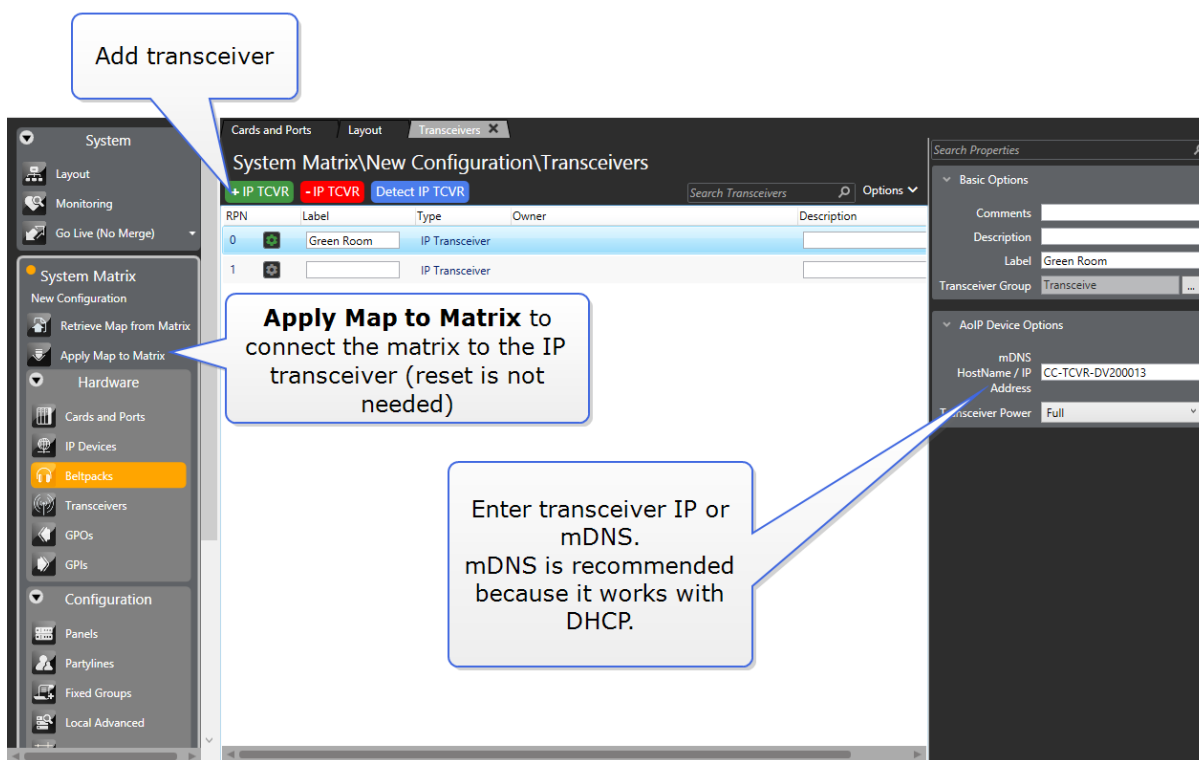 Add transceiver
System
Layout
Monitoring
Go Live (No Merge)
System Matrix
New Configuration
Retrieve Map from Matrix
Apply Map to Matrix
Hardware
Cards and Ports
IP Devices
Beltpacks
Transceivers
GPOs
GPIs
Configuration
Panels
Partylines
Fixed Groups
Local Advanced
Cards and Ports Layout Transceivers
System Matrix\New Configuration\Transceivers
+ IP TCVR - IP TCVR Detect IP TCVR Search Transceivers Options
RPN Label Type Owner Description
0 Green Room IP Transceiver
1 IP Transceiver
Apply Map to Matrix to
connect the matrix to the IP
transceiver (reset is not
needed)
Enter transceiver IP or
mDNS.
mDNS is recommended
because it works with
DHCP.
Search Properties
Basic Options
Comments
Description
Label Green Room
Transceiver Group Transceive ...
AoIP Device Options
mDNS
HostName / IP CC-TCVR-DV200013
Address
Transceiver Power Full